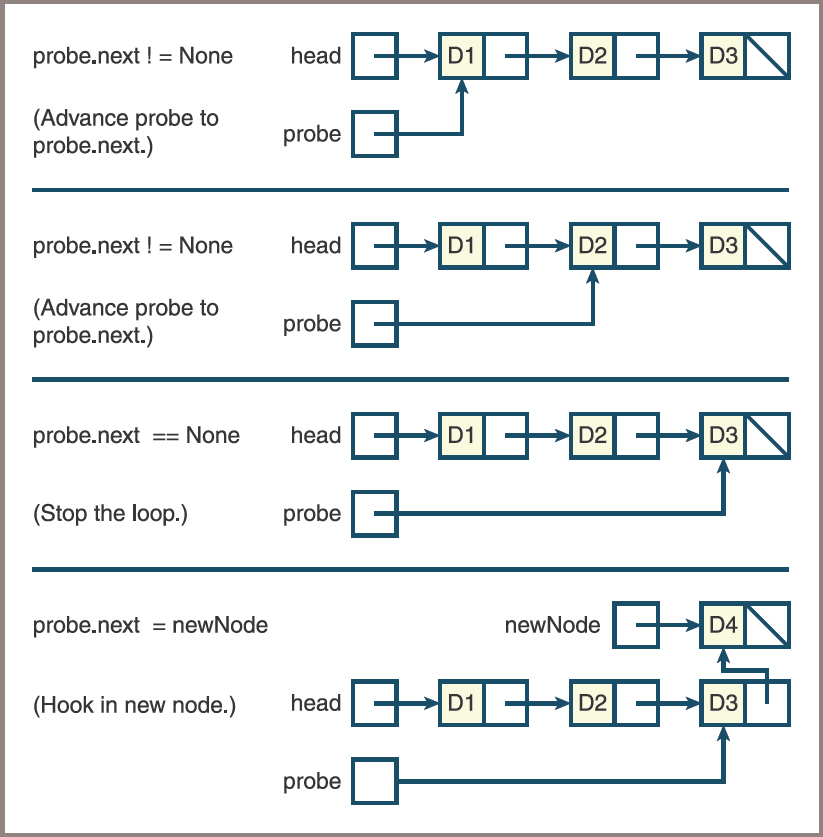 probe.next ! = None head D1 D2 D3
(Advance probe to
probe.next.) probe
probe.next ! = None head D1 D2 D3
(Advance probe to
probe.next.) probe
probe.next == None head D1 D2 D3
(Stop the loop.) probe
probe.next = newNode newNode D4
(Hook in new node.) head D1 D2 D3
probe